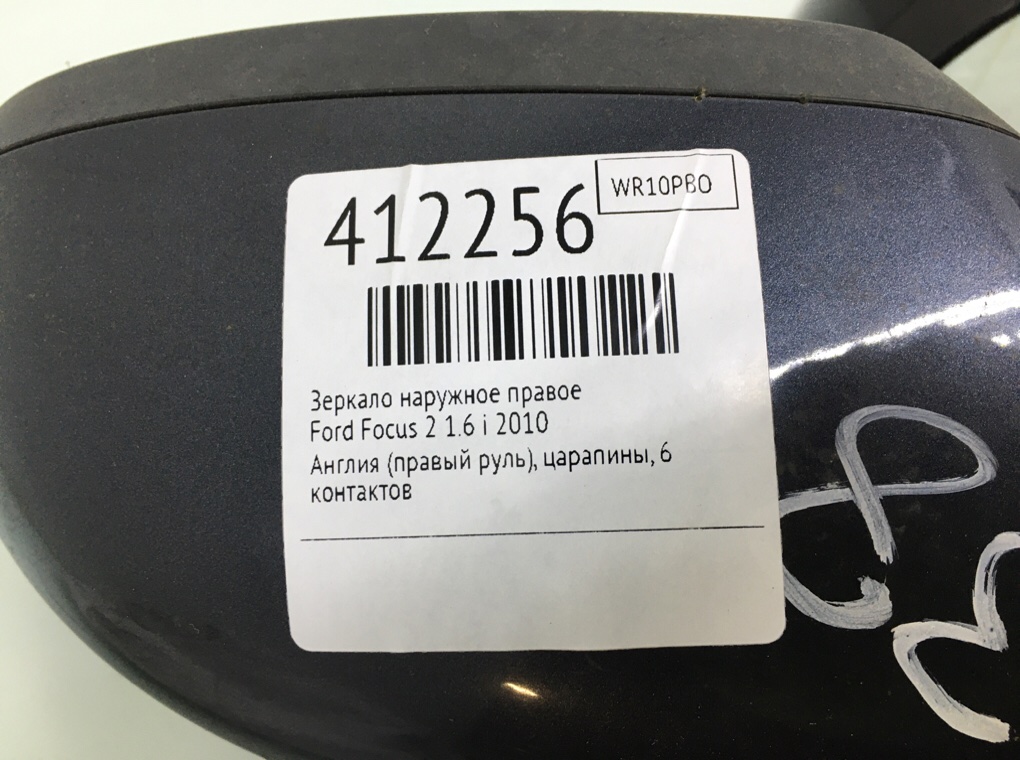 412256
WR10PBO
Зеркало наружное правое
Ford Focus 2 1.6 i 2010
Англия (правый руль), царапины, 6
контактов